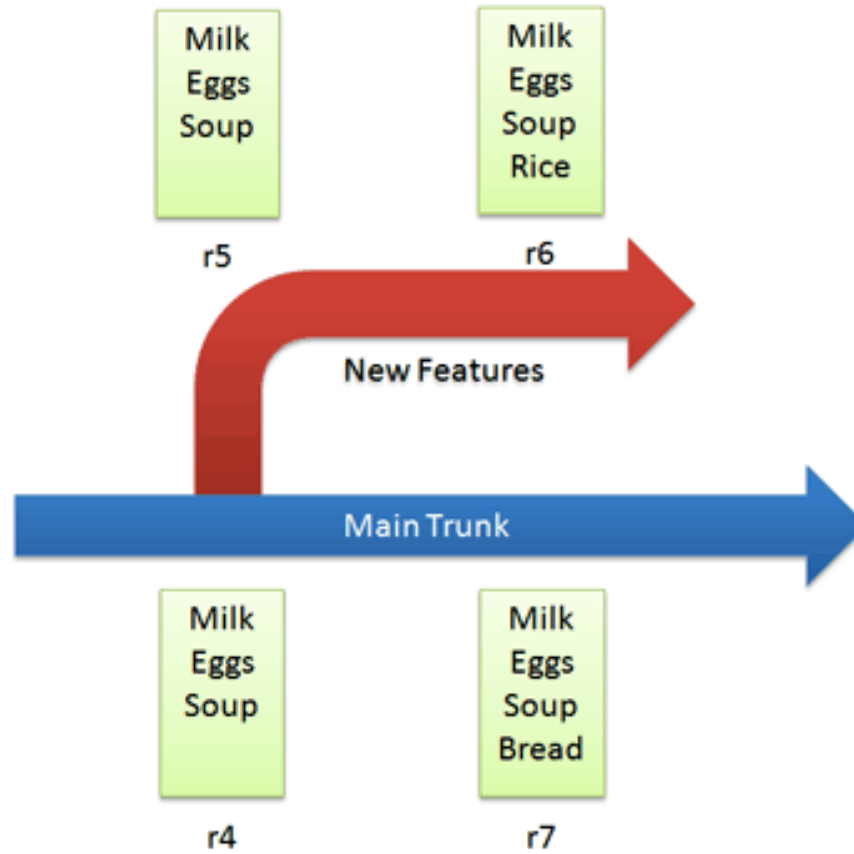 Milk
Eggs
Soup
r5
Milk
Eggs
Soup
Rice
r6
New Features
Main Trunk
Milk
Eggs
Soup
r4
Milk
Eggs
Soup
Bread
r7